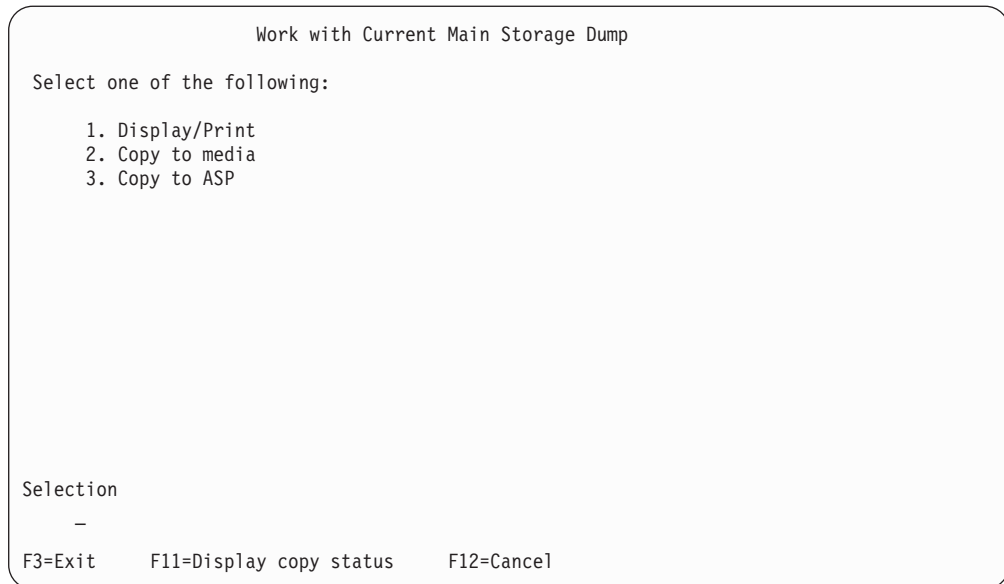 Work with Current Main Storage Dump
Select one of the following:
1. Display/Print
2. Copy to media
3. Copy to ASP
Selection
_
F3=Exit F11=Display copy status F12=Cancel